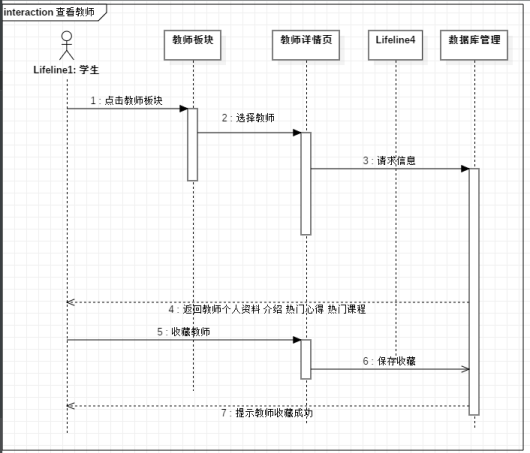 interaction 查看教师
教师板块
教师详情页
Lifeline4
数据库管理
Lifeline1: 学生
1 : 点击教师板块
2 : 选择教师
3 : 请求信息
4 : 返回教师个人资料 介绍 热门心得 热门课程
5 : 收藏教师
6 : 保存收藏
7 : 提示教师收藏成功